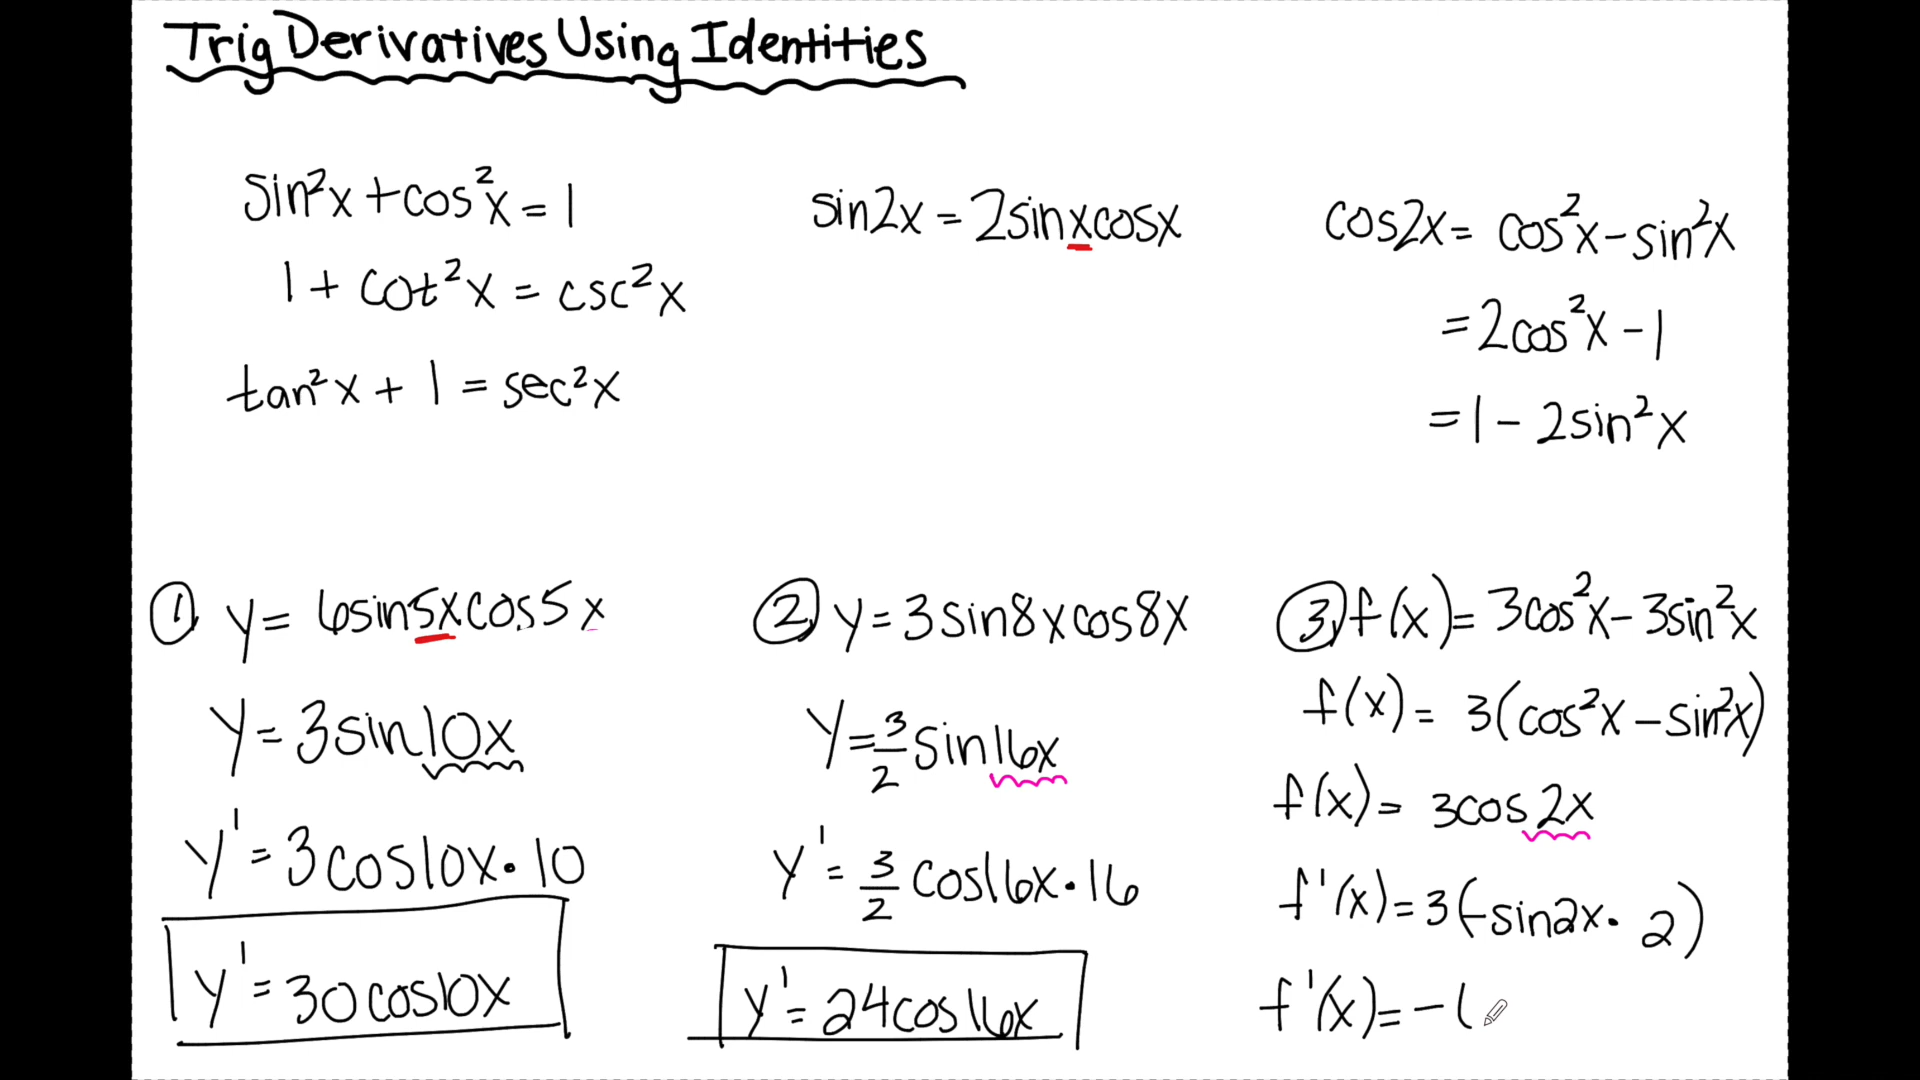 Trig Derivatives Using Identities
sin²x + cos²x = 1
1 + cot²x = csc²x
tan²x + 1 = sec²x
sin2x = 2sinxcosx
cos2x = cos²x - sin²x
= 2cos²x - 1
= 1 - 2sin²x
① y = 6sin5xcos5x
y = 3sin10x
y' = 3cos10x · 10
y' = 30cos10x
② y = 3sin8xcos8x
y = 3/2 sin16x
y' = 3/2 cos16x · 16
y' = 24cos16x
③ f(x) = 3cos²x - 3sin²x
f(x) = 3(cos²x - sin²x)
f(x) = 3cos2x
f'(x) = 3(-sin2x · 2)
f'(x) = -